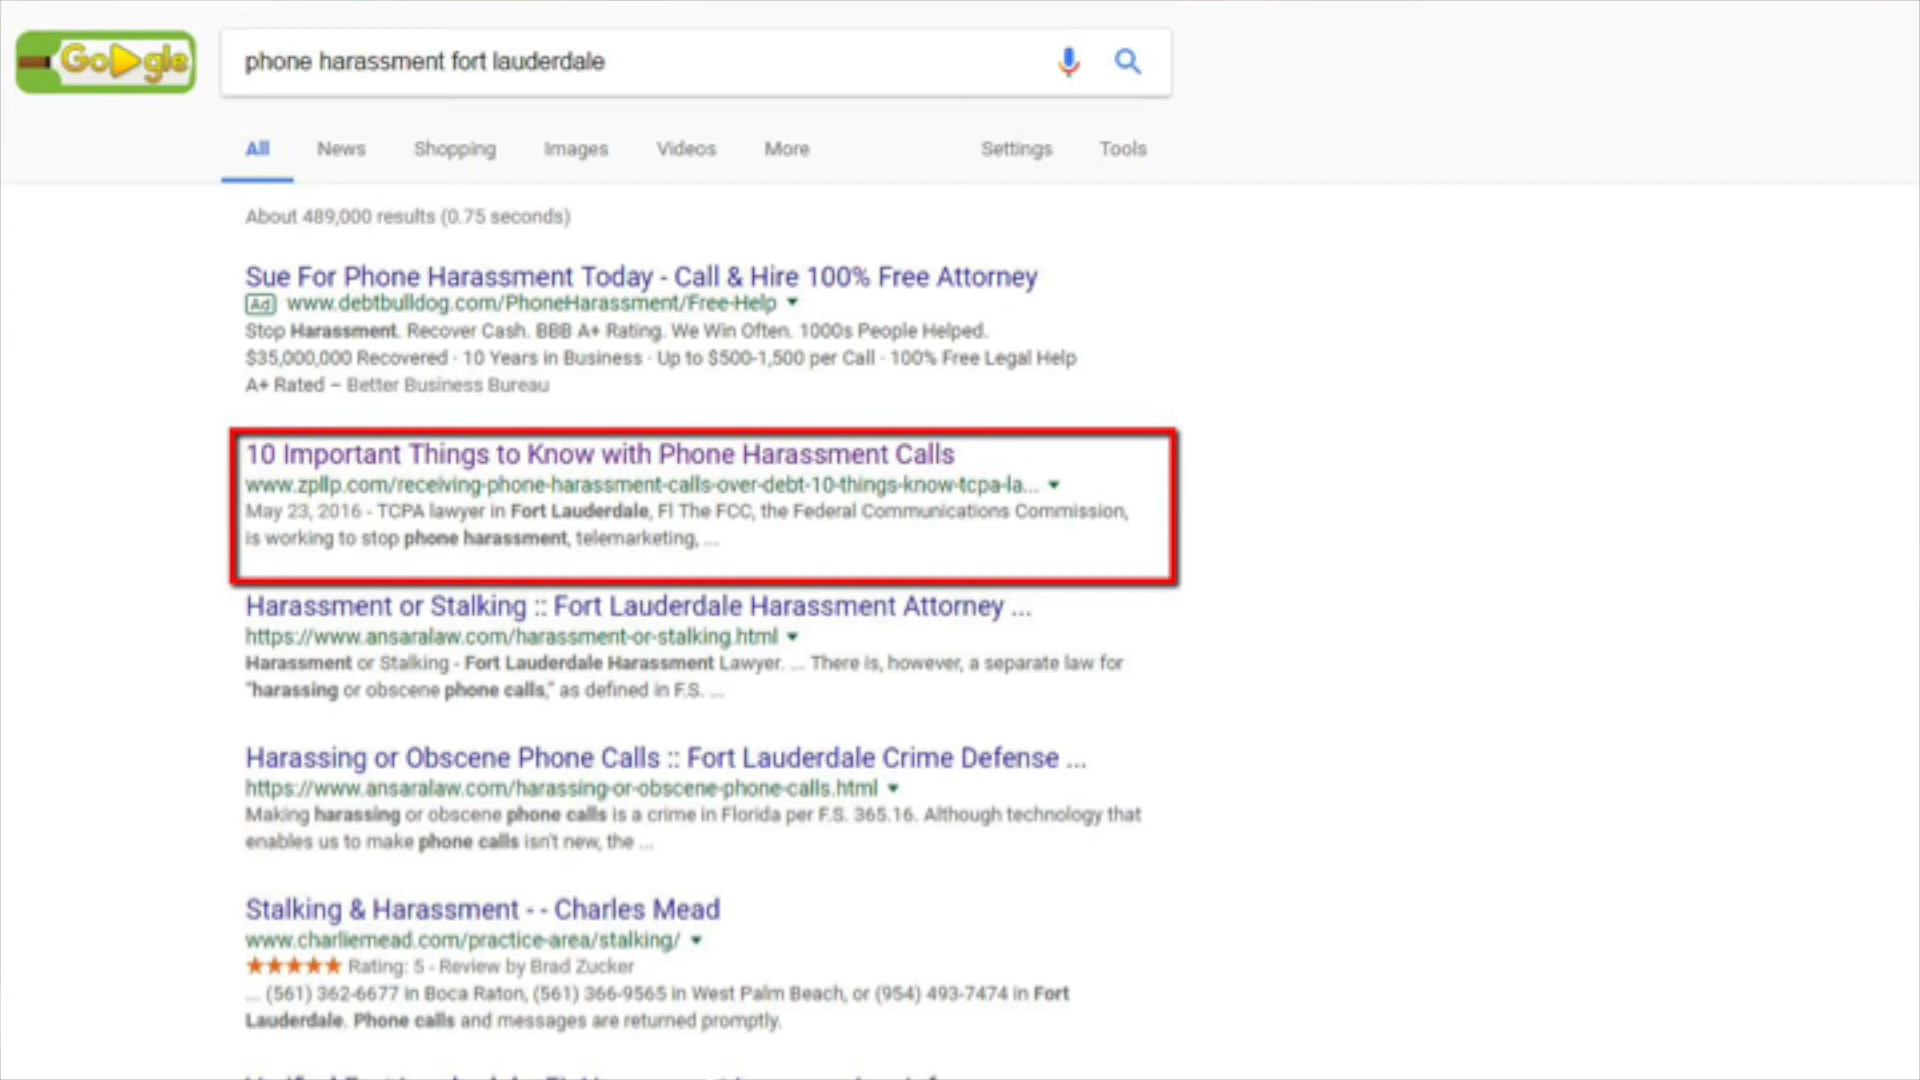 Google
phone harassment fort lauderdale
All News Shopping Images Videos More Settings Tools
About 489,000 results (0.75 seconds)
Sue For Phone Harassment Today - Call & Hire 100% Free Attorney
Ad www.debtbulldog.com/PhoneHarassment/Free-Help
Stop Harassment. Recover Cash. BBB A+ Rating. We Win Often. 1000s People Helped.
$35,000,000 Recovered · 10 Years in Business · Up to $500-1,500 per Call · 100% Free Legal Help
A+ Rated – Better Business Bureau
10 Important Things to Know with Phone Harassment Calls
www.zpllp.com/receiving-phone-harassment-calls-over-debt-10-things-know-tcpa-la...
May 23, 2016 - TCPA lawyer in Fort Lauderdale, Fl The FCC, the Federal Communications Commission,
is working to stop phone harassment, telemarketing, ...
Harassment or Stalking :: Fort Lauderdale Harassment Attorney ...
https://www.ansaralaw.com/harassment-or-stalking.html
Harassment or Stalking - Fort Lauderdale Harassment Lawyer. ... There is, however, a separate law for
"harassing or obscene phone calls," as defined in F.S. ...
Harassing or Obscene Phone Calls :: Fort Lauderdale Crime Defense ...
https://www.ansaralaw.com/harassing-or-obscene-phone-calls.html
Making harassing or obscene phone calls is a crime in Florida per F.S. 365.16. Although technology that
enables us to make phone calls isn't new, the ...
Stalking & Harassment - - Charles Mead
www.charliemead.com/practice-area/stalking/
Rating: 5 - Review by Brad Zucker
... (561) 362-6677 in Boca Raton, (561) 366-9565 in West Palm Beach, or (954) 493-7474 in Fort
Lauderdale. Phone calls and messages are returned promptly.